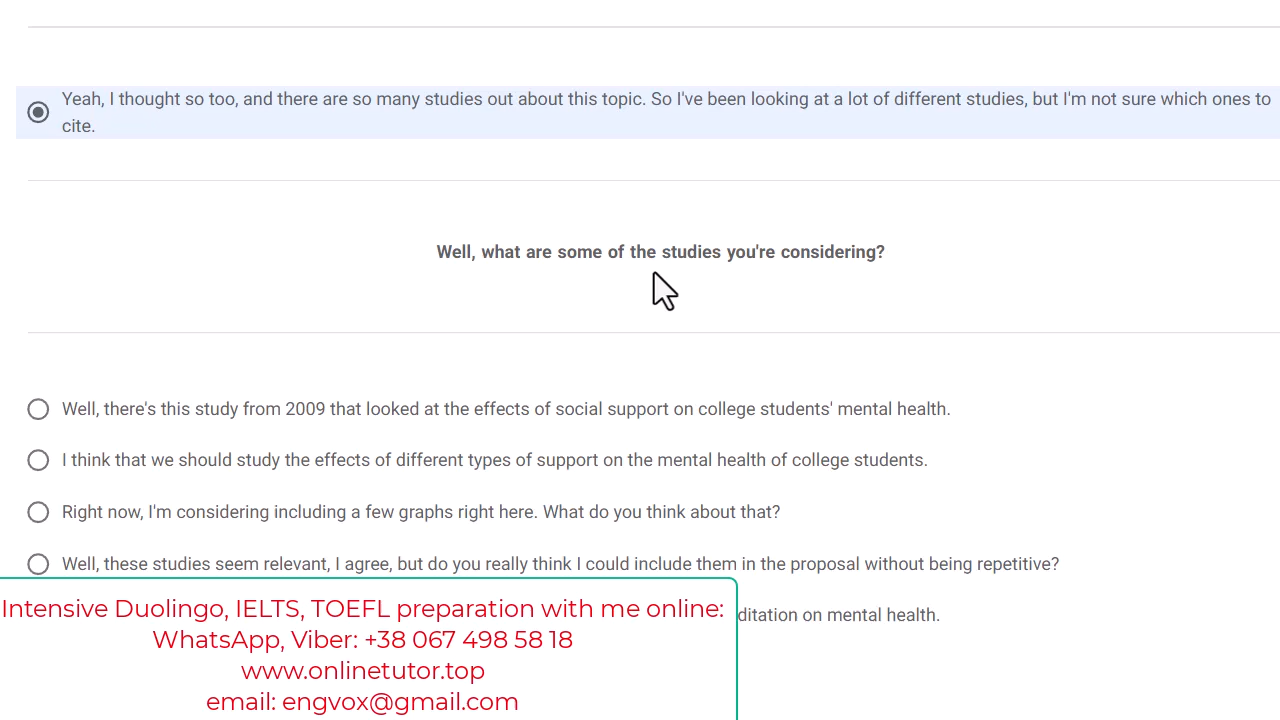 Yeah, I thought so too, and there are so many studies out about this topic. So I've been looking at a lot of different studies, but I'm not sure which ones to
cite.
Well, what are some of the studies you're considering?
Well, there's this study from 2009 that looked at the effects of social support on college students' mental health.
I think that we should study the effects of different types of support on the mental health of college students.
Right now, I'm considering including a few graphs right here. What do you think about that?
Well, these studies seem relevant, I agree, but do you really think I could include them in the proposal without being repetitive?
on mental health.
Intensive Duolingo, IELTS, TOEFL preparation with me online:
WhatsApp, Viber: +38 067 498 58 18
www.onlinetutor.top
email: engvox@gmail.com